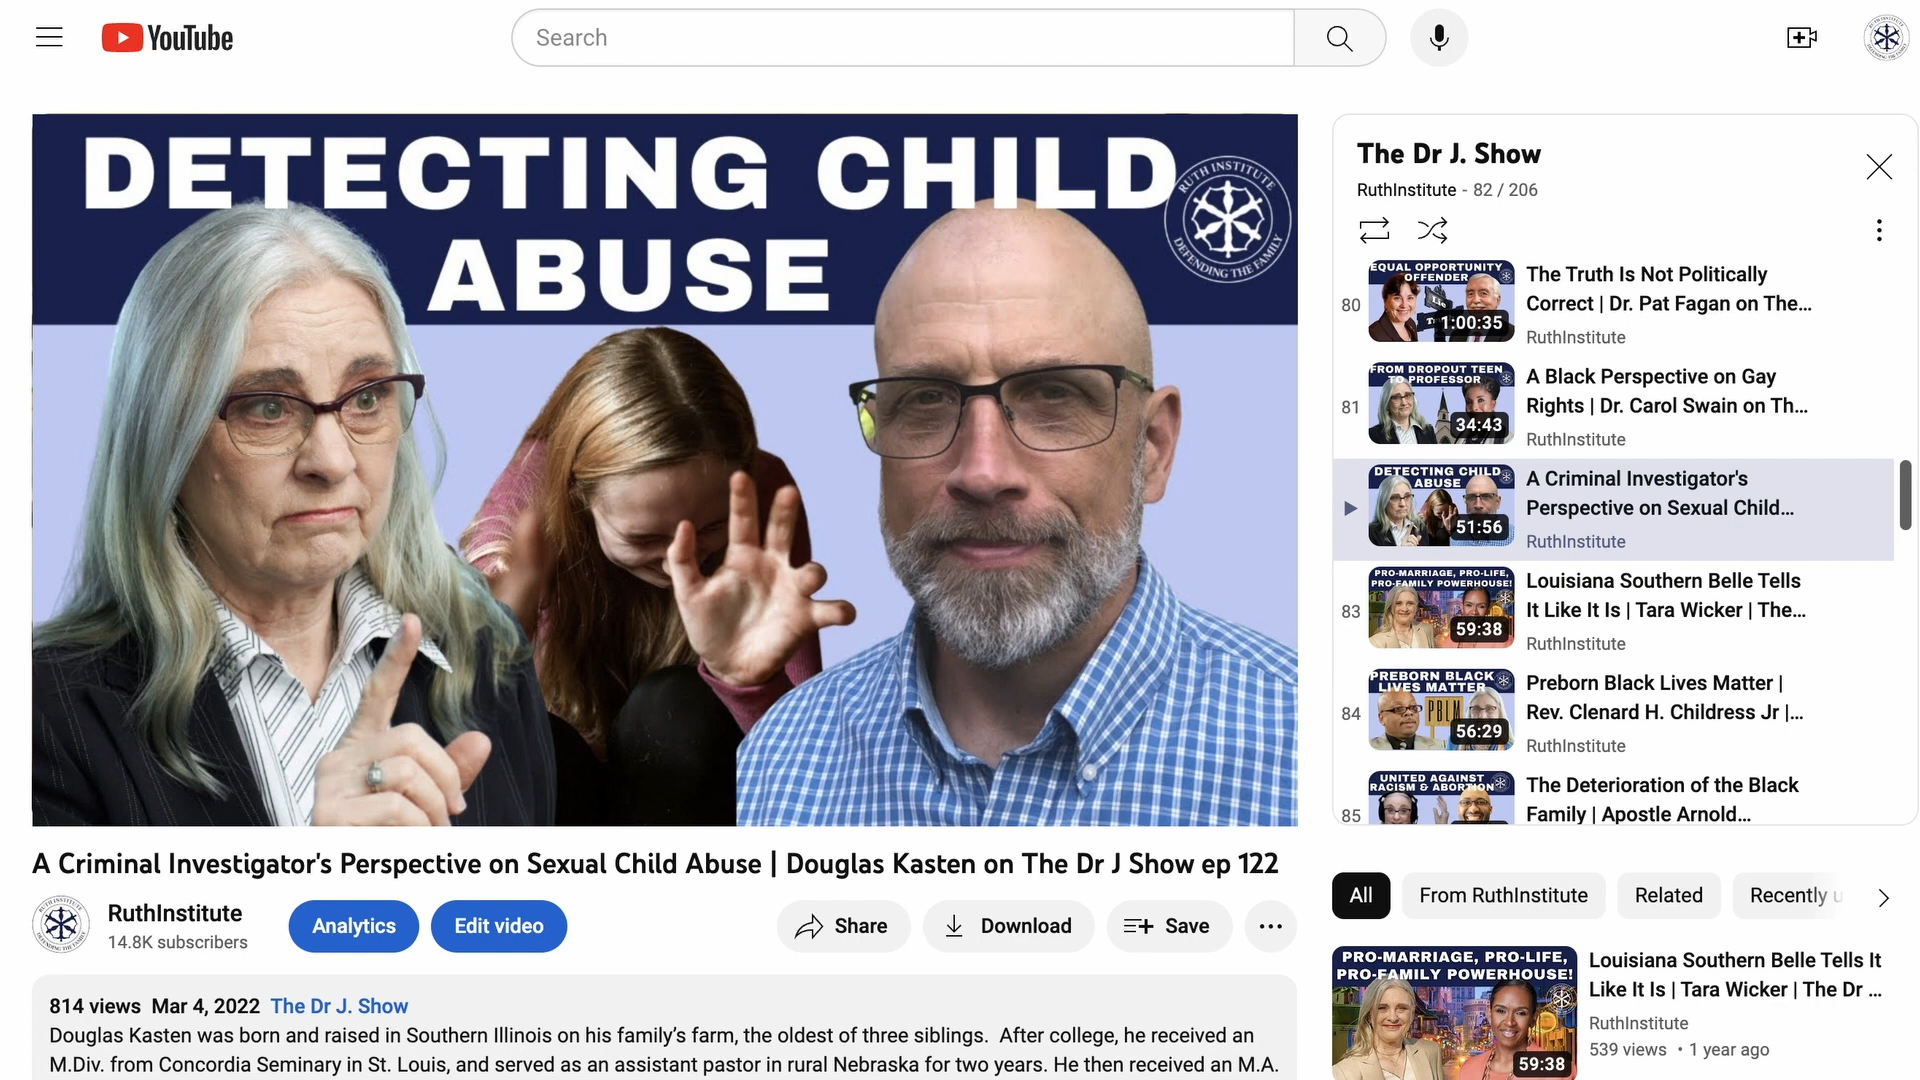 YouTube
Search
DETECTING CHILD
ABUSE
RUTH INSTITUTE
DEFENDING THE FAMILY
A Criminal Investigator's Perspective on Sexual Child Abuse | Douglas Kasten on The Dr J Show ep 122
RuthInstitute
14.8K subscribers
Analytics
Edit video
Share
Download
Save
814 views Mar 4, 2022 The Dr J. Show
Douglas Kasten was born and raised in Southern Illinois on his family’s farm, the oldest of three siblings. After college, he received an
M.Div. from Concordia Seminary in St. Louis, and served as an assistant pastor in rural Nebraska for two years. He then received an M.A.
The Dr J. Show
RuthInstitute - 82 / 206
80
EQUAL OPPORTUNITY
OFFENDER
Lie
1:00:35
The Truth Is Not Politically
Correct | Dr. Pat Fagan on The...
RuthInstitute
81
FROM DROPOUT TEEN
TO PROFESSOR
34:43
A Black Perspective on Gay
Rights | Dr. Carol Swain on Th...
RuthInstitute
DETECTING CHILD
ABUSE
51:56
A Criminal Investigator's
Perspective on Sexual Child...
RuthInstitute
83
PRO-MARRIAGE, PRO-LIFE,
PRO-FAMILY POWERHOUSE!
59:38
Louisiana Southern Belle Tells
It Like It Is | Tara Wicker | The...
RuthInstitute
84
PREBORN BLACK
LIVES MATTER
PBLM
56:29
Preborn Black Lives Matter |
Rev. Clenard H. Childress Jr |...
RuthInstitute
85
UNITED AGAINST
RACISM & ABORTION
The Deterioration of the Black
Family | Apostle Arnold...
All
From RuthInstitute
Related
Recently u
PRO-MARRIAGE, PRO-LIFE,
PRO-FAMILY POWERHOUSE!
59:38
Louisiana Southern Belle Tells It
Like It Is | Tara Wicker | The Dr ...
RuthInstitute
539 views • 1 year ago